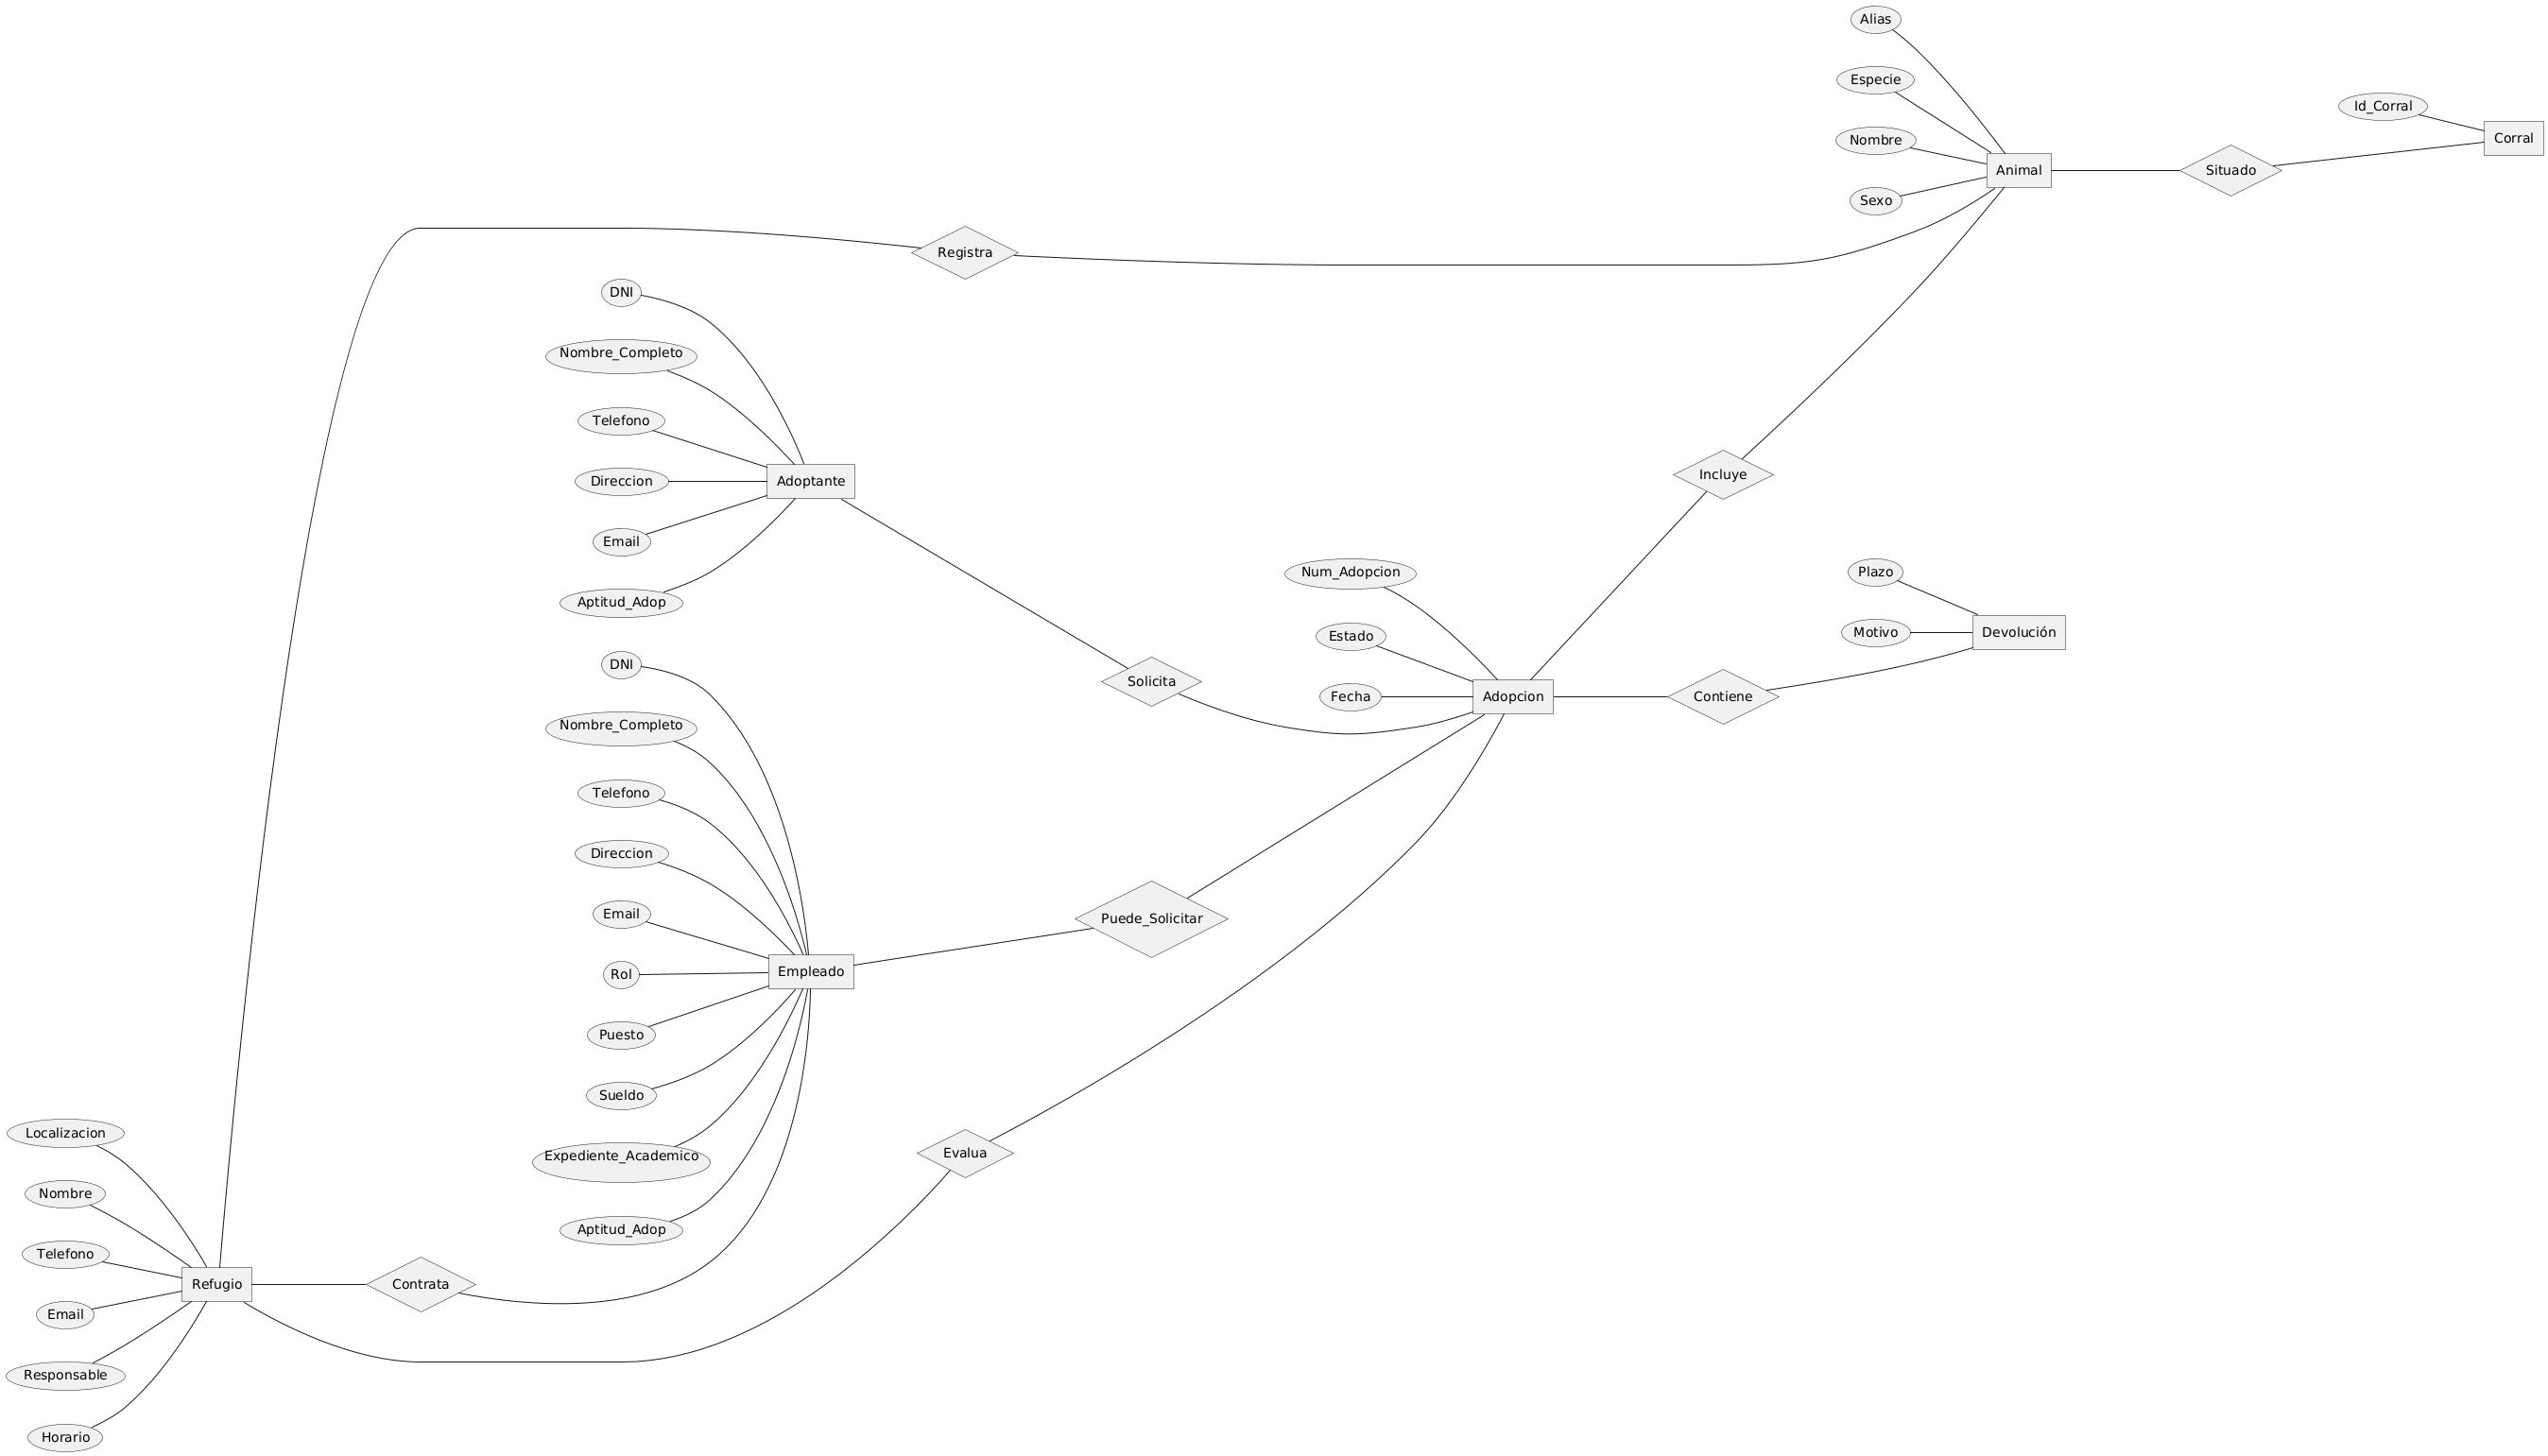 Alias
Especie
Nombre
Sexo
Animal
Situado
Id_Corral
Corral
Registra
DNI
Nombre_Completo
Telefono
Direccion
Email
Aptitud_Adop
Adoptante
Incluye
Solicita
Num_Adopcion
Estado
Fecha
Adopcion
Contiene
Plazo
Motivo
Devolución
DNI
Nombre_Completo
Telefono
Direccion
Email
Rol
Puesto
Sueldo
Expediente_Academico
Aptitud_Adop
Empleado
Puede_Solicitar
Evalua
Localizacion
Nombre
Telefono
Email
Responsable
Horario
Refugio
Contrata